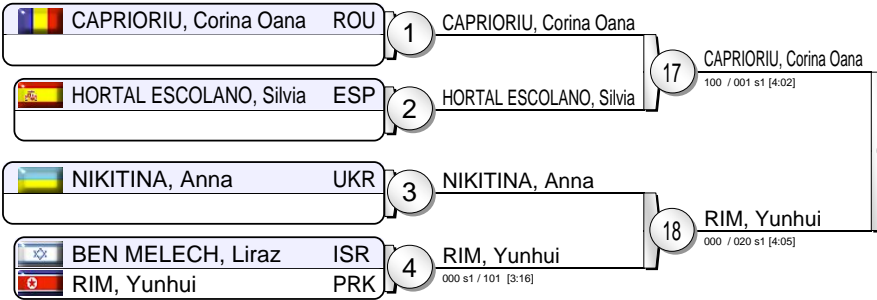 CAPRIORIU, Corina Oana ROU
1
CAPRIORIU, Corina Oana
17
CAPRIORIU, Corina Oana
100 / 001 s1 [4:02]
HORTAL ESCOLANO, Silvia ESP
2
HORTAL ESCOLANO, Silvia
NIKITINA, Anna UKR
3
NIKITINA, Anna
18
RIM, Yunhui
000 / 020 s1 [4:05]
BEN MELECH, Liraz ISR
RIM, Yunhui PRK
4
RIM, Yunhui
000 s1 / 101 [3:16]